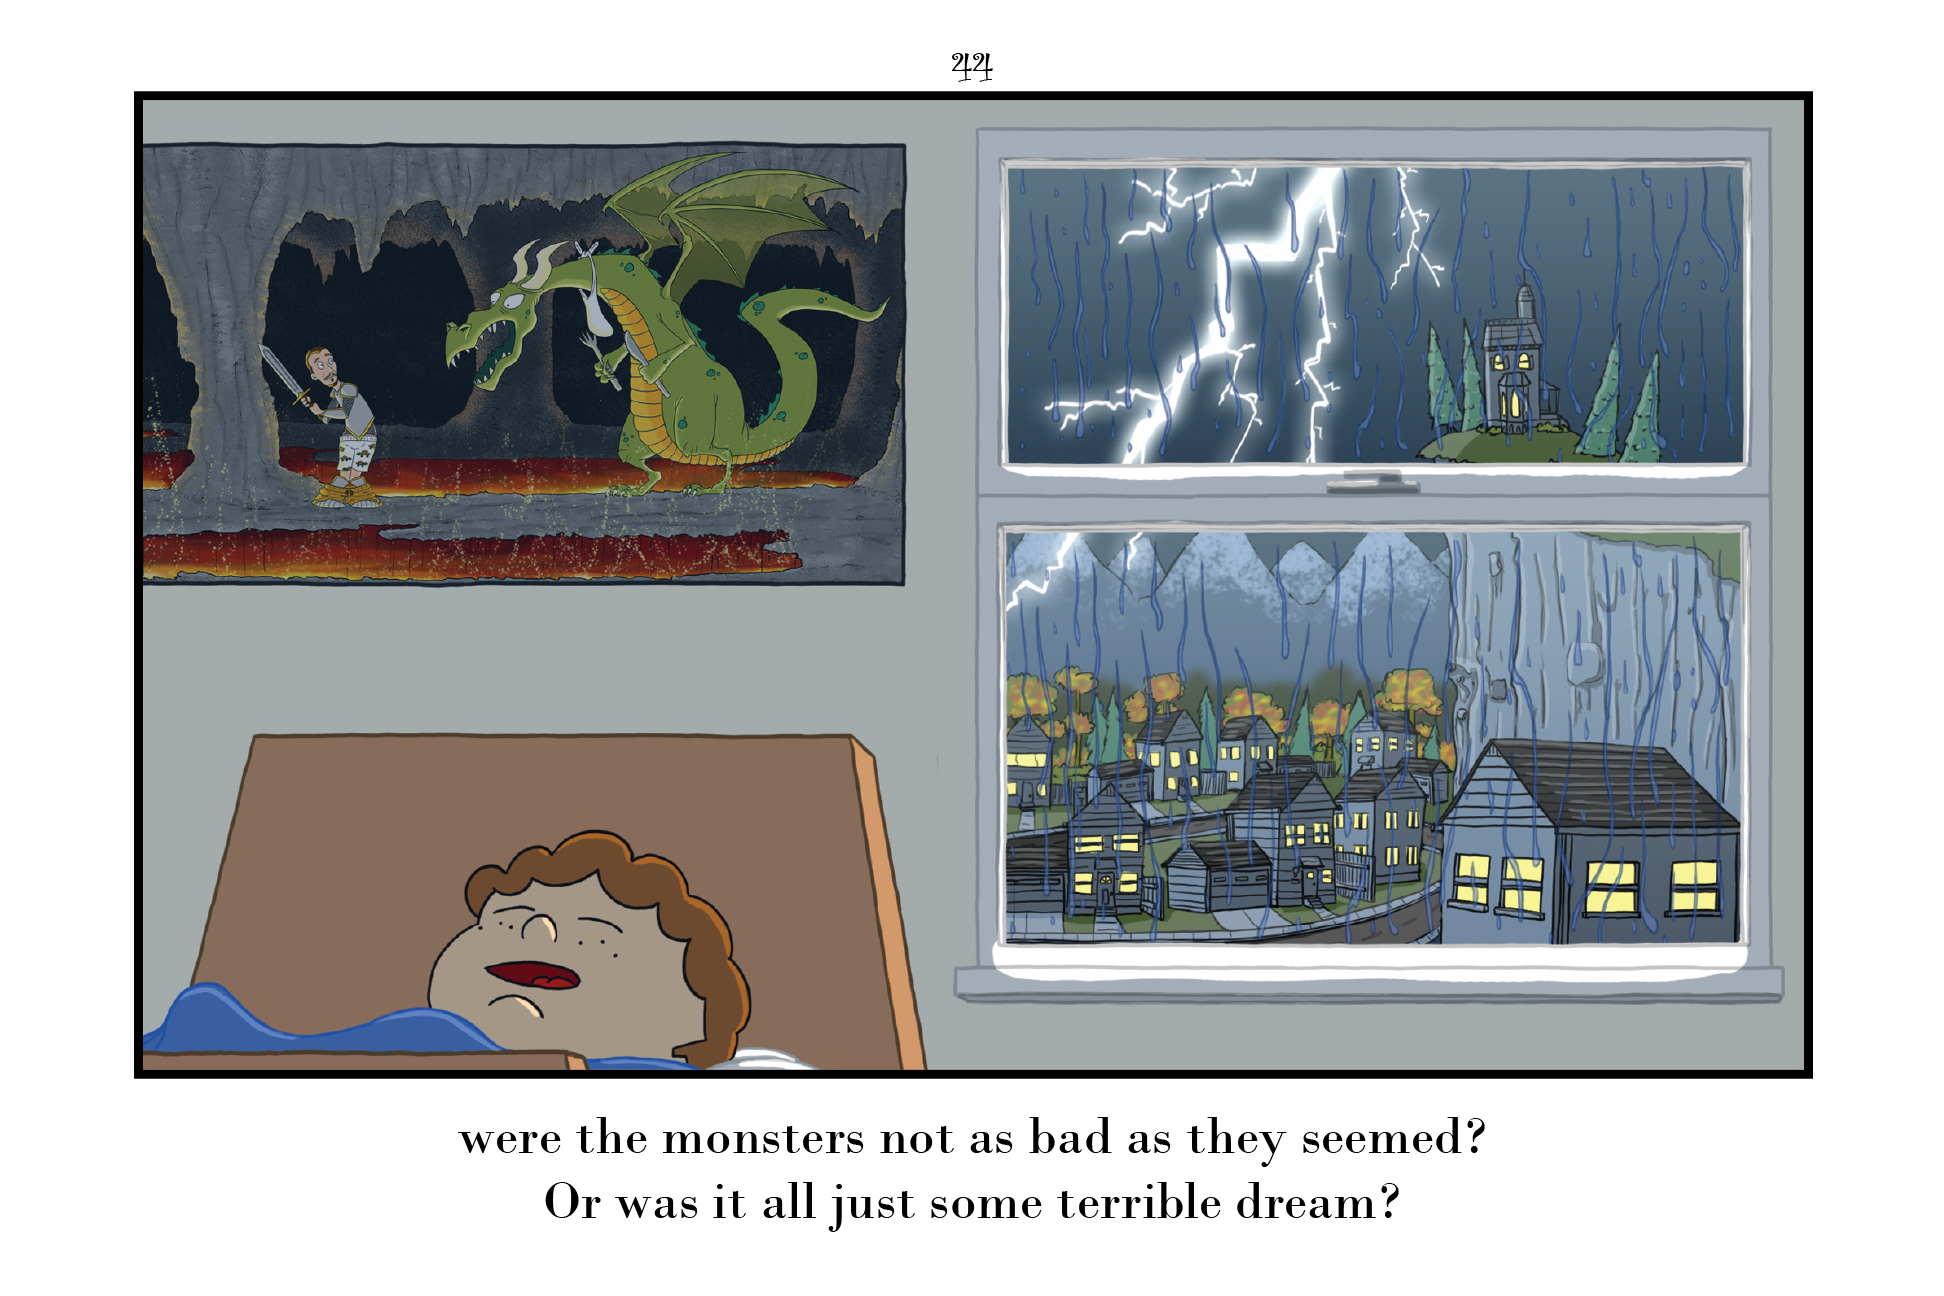 44
were the monsters not as bad as they seemed?
Or was it all just some terrible dream?